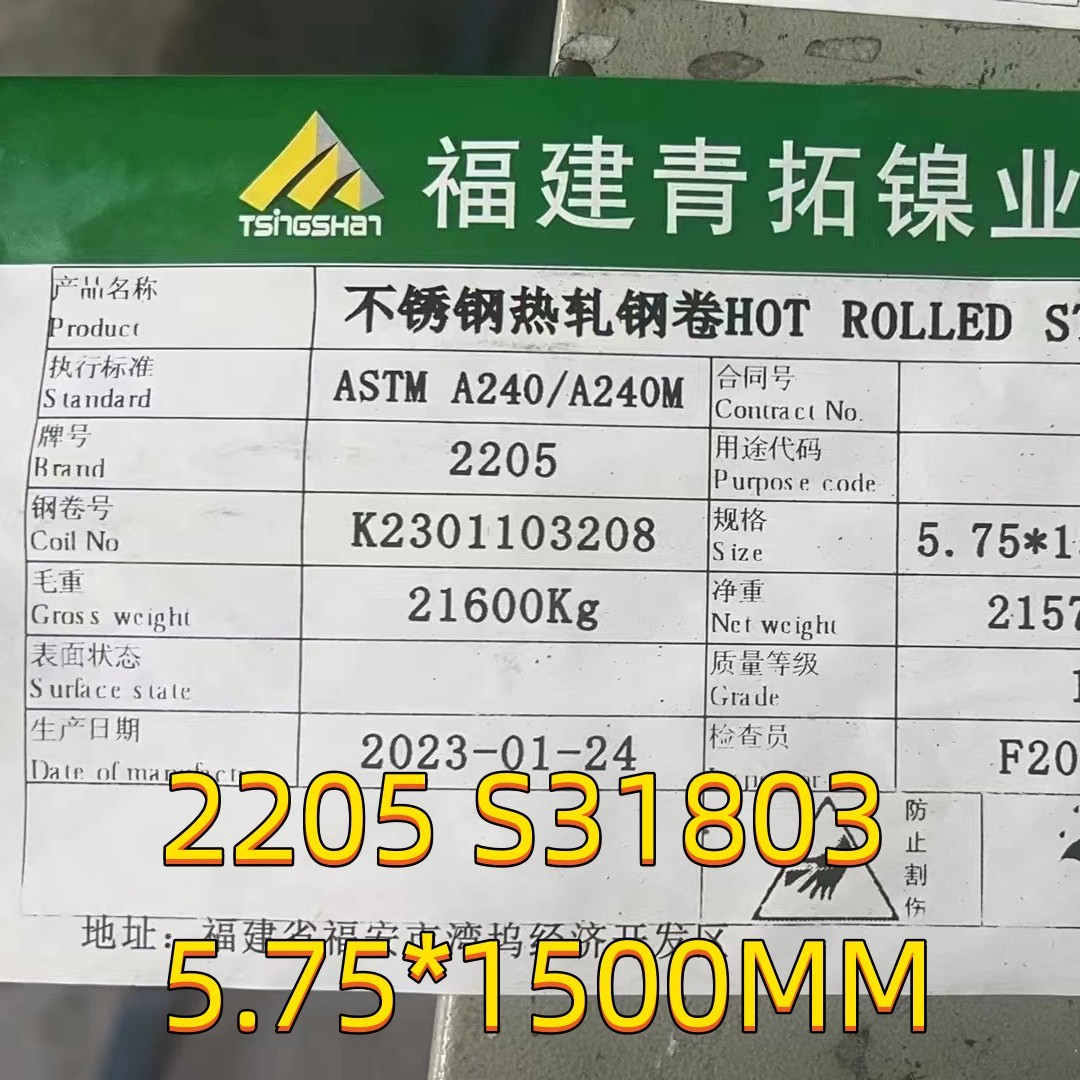 TSINGSHAN
福建青拓镍业
产品名称
Product
不锈钢热轧钢卷HOT ROLLED
执行标准
Standard
ASTM A240/A240M
合同号
Contract No.
牌号
Brand
2205
用途代码
Purpose code
钢卷号
Coil No
K2301103208
规格
Size
5.75*1
毛重
Gross weight
21600Kg
净重
Net weight
2157
表面状态
Surface state
质量等级
Grade
生产日期
Date of manufact
2023-01-24
检查员
F20
2205 S31803
防止割伤
地址：福建省福安市湾坞经济开发区
5.75*1500MM